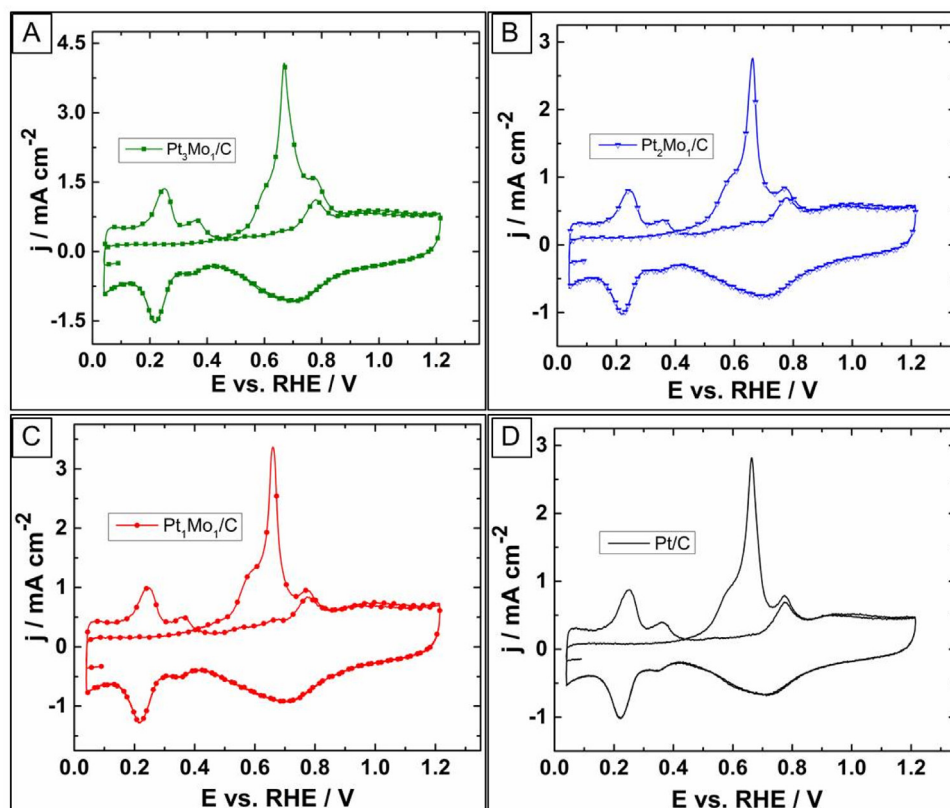 A
4.5
3.0
1.5
0.0
-1.5
j / mA cm⁻²
Pt₃Mo₁/C
0.0 0.2 0.4 0.6 0.8 1.0 1.2
E vs. RHE / V
B
3
2
1
0
-1
j / mA cm⁻²
Pt₂Mo₁/C
0.0 0.2 0.4 0.6 0.8 1.0 1.2
E vs. RHE / V
C
3
2
1
0
-1
j / mA cm⁻²
Pt₁Mo₁/C
0.0 0.2 0.4 0.6 0.8 1.0 1.2
E vs. RHE / V
D
3
2
1
0
-1
j / mA cm⁻²
Pt/C
0.0 0.2 0.4 0.6 0.8 1.0 1.2
E vs. RHE / V